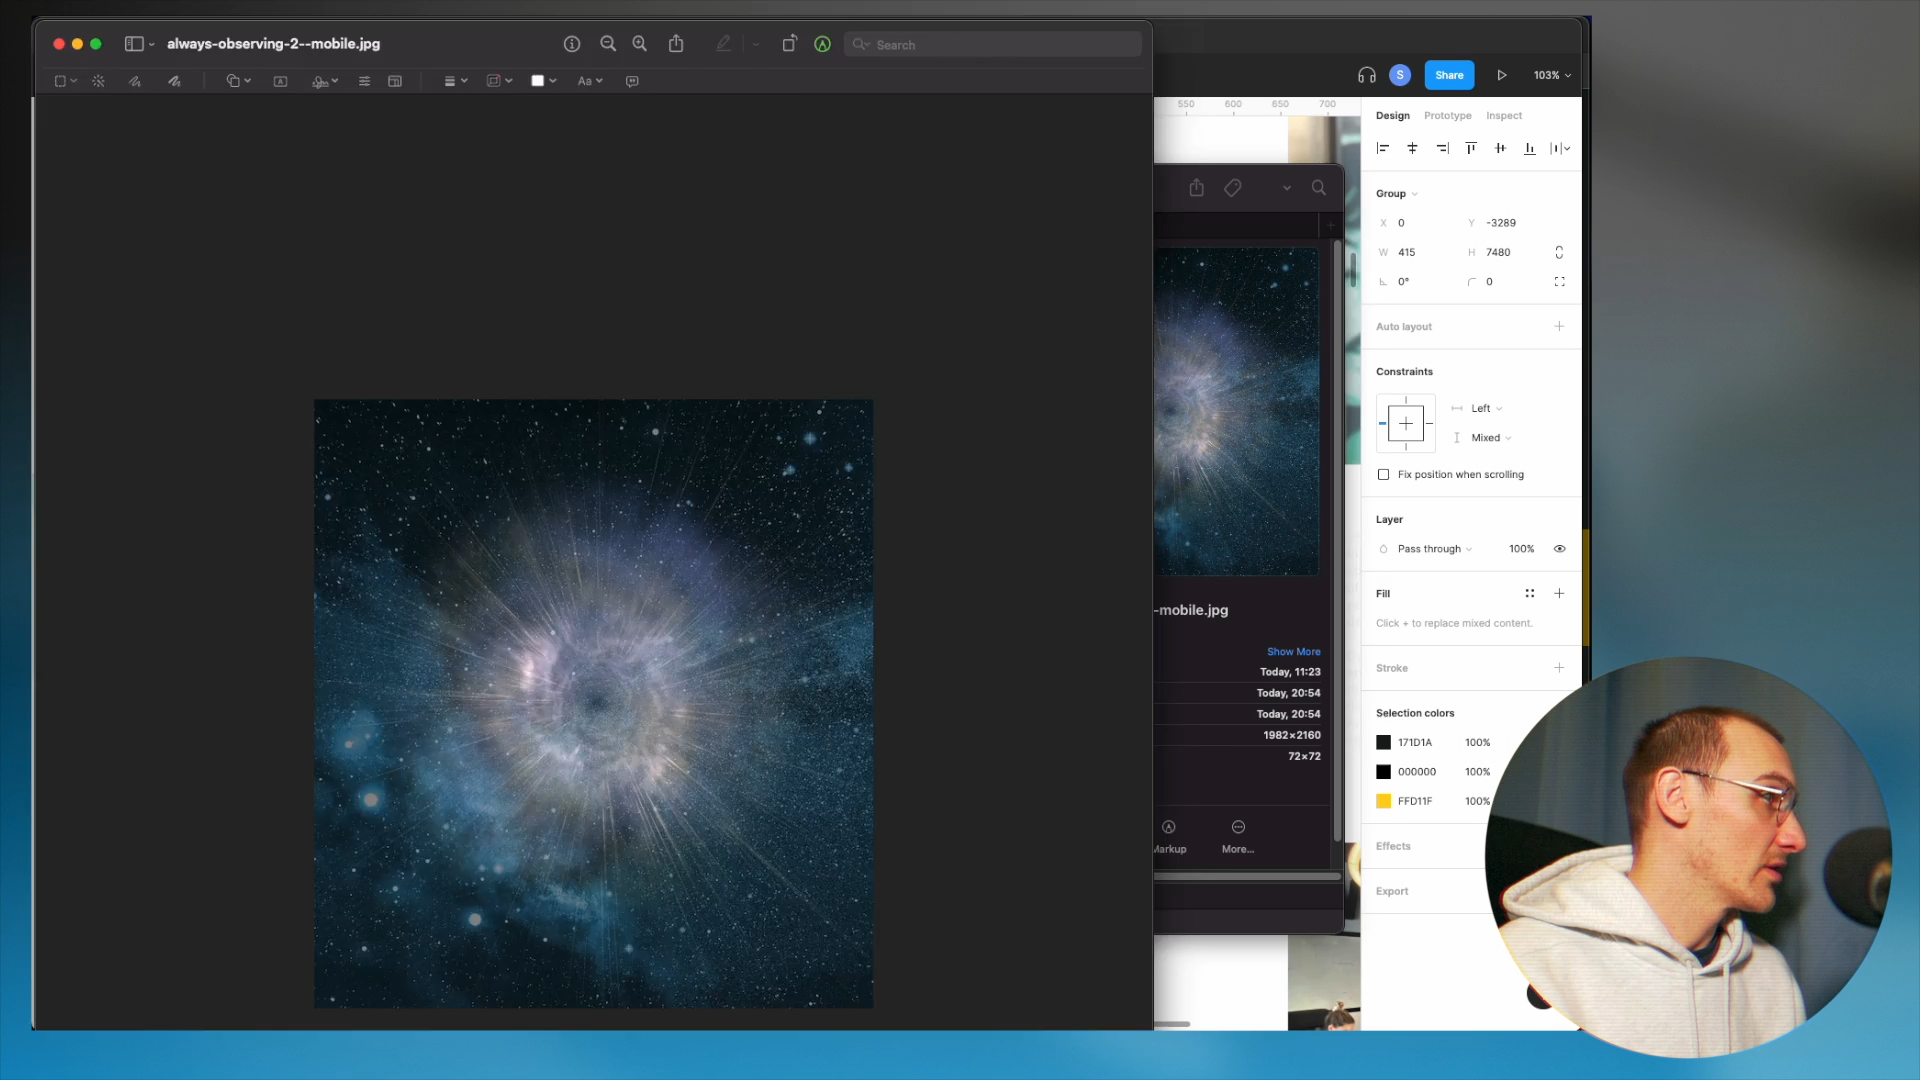 always-observing-2--mobile.jpg
Search
Aa
S
Share
103%
550 600 650 700
Design Prototype Inspect
Group
X 0 Y -3289
W 415 H 7480
0° 0
Auto layout
Constraints
Left
Mixed
Fix position when scrolling
Layer
Pass through 100%
Fill
Click + to replace mixed content.
Stroke
Selection colors
171D1A 100%
000000 100%
FFD11F 100%
Effects
Export
-mobile.jpg
Show More
Today, 11:23
Today, 20:54
Today, 20:54
1982×2160
72×72
Markup
More...